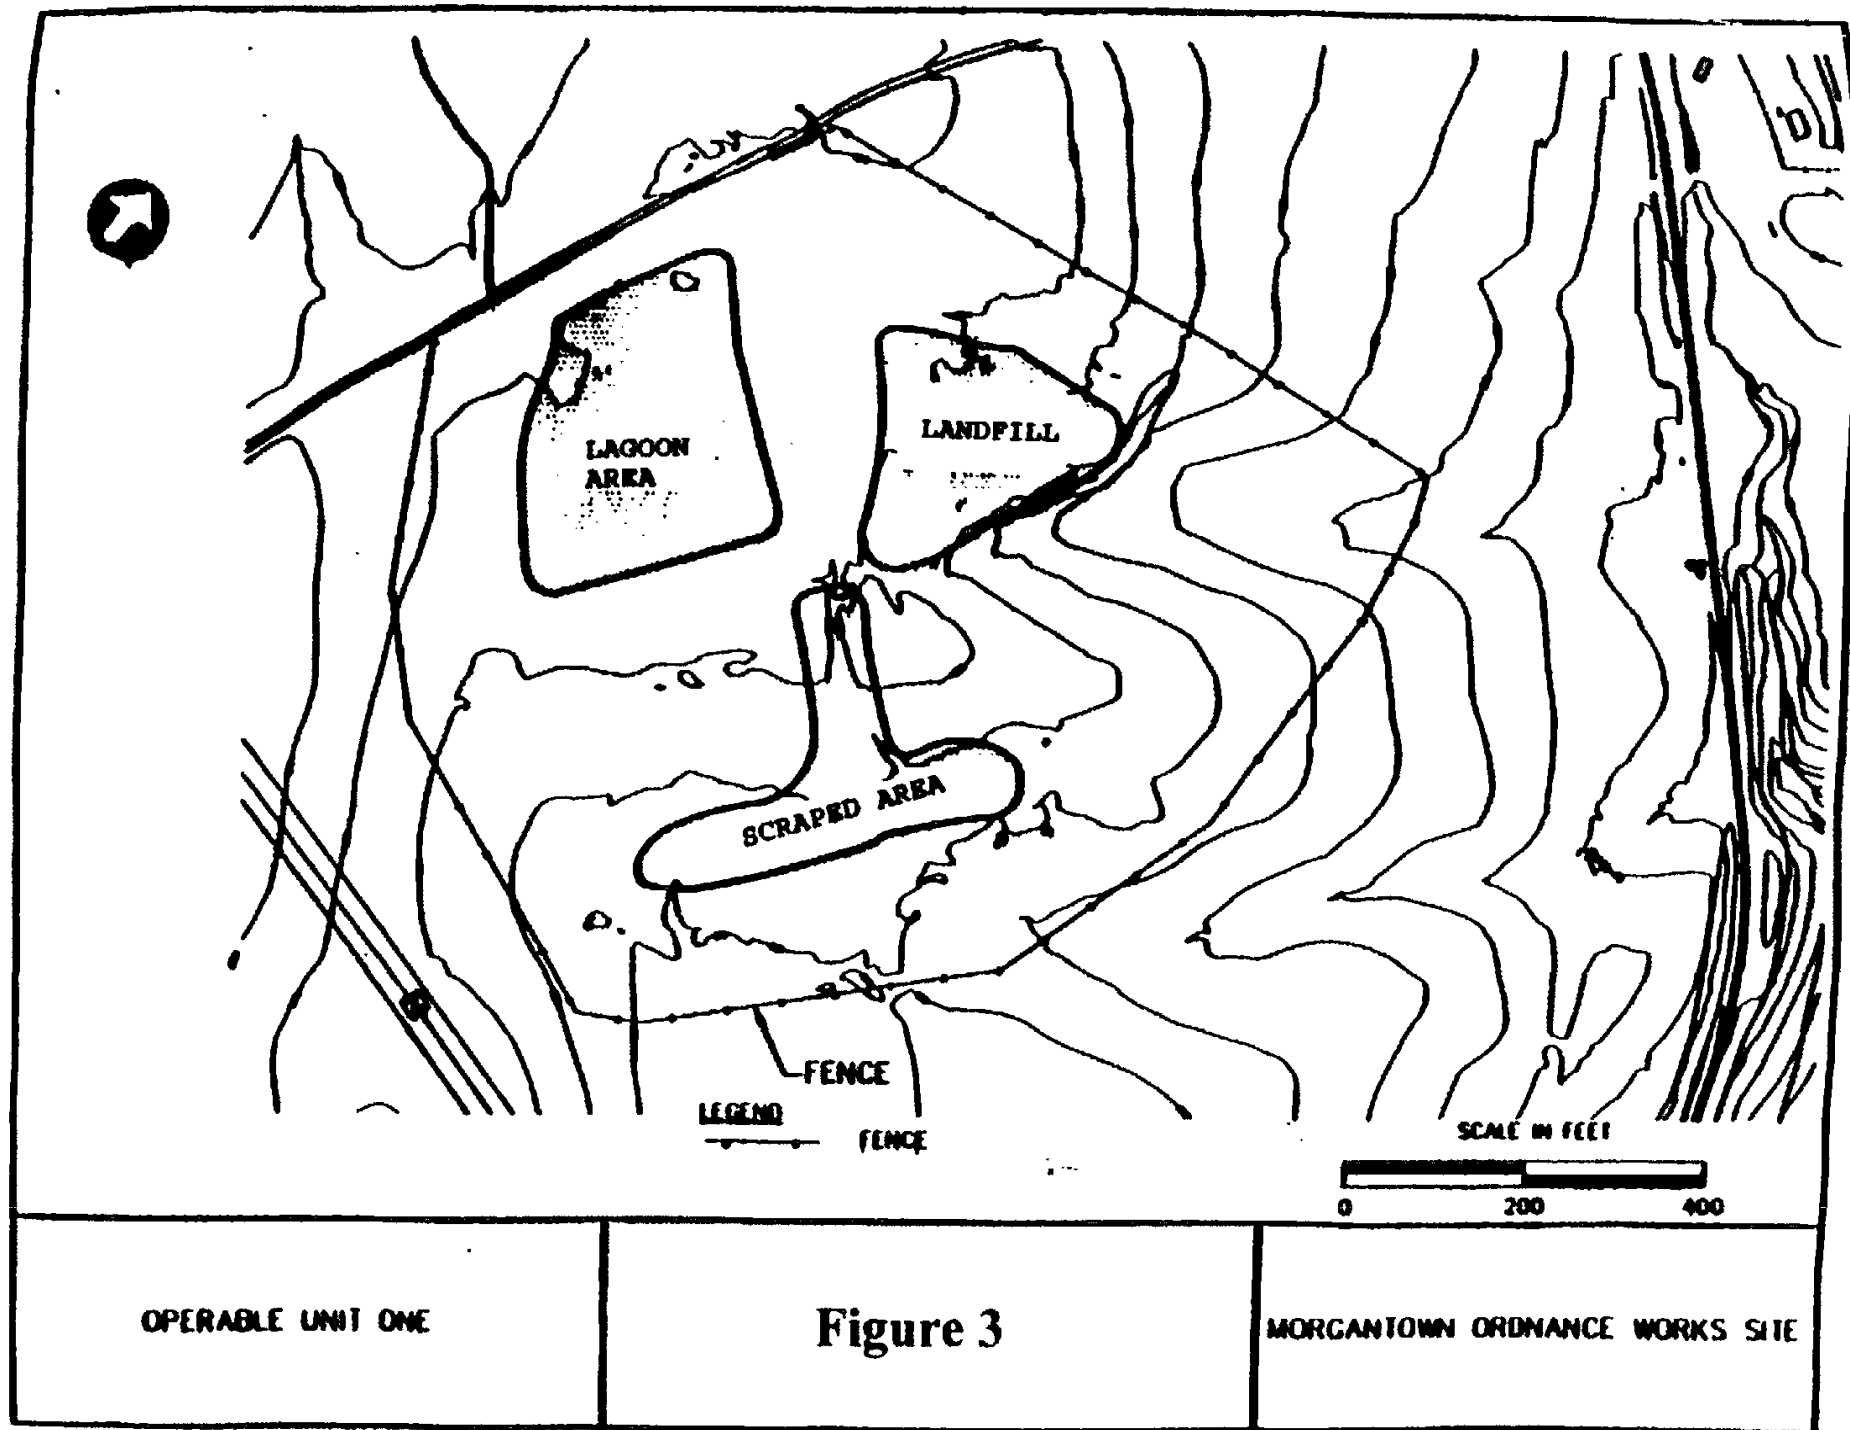 LAGOON
AREA
LANDFILL
SCRAPED AREA
FENCE
LEGEND
FENCE
SCALE IN FEET
0 200 400
OPERABLE UNIT ONE
Figure 3
MORGANTOWN ORDNANCE WORKS SITE